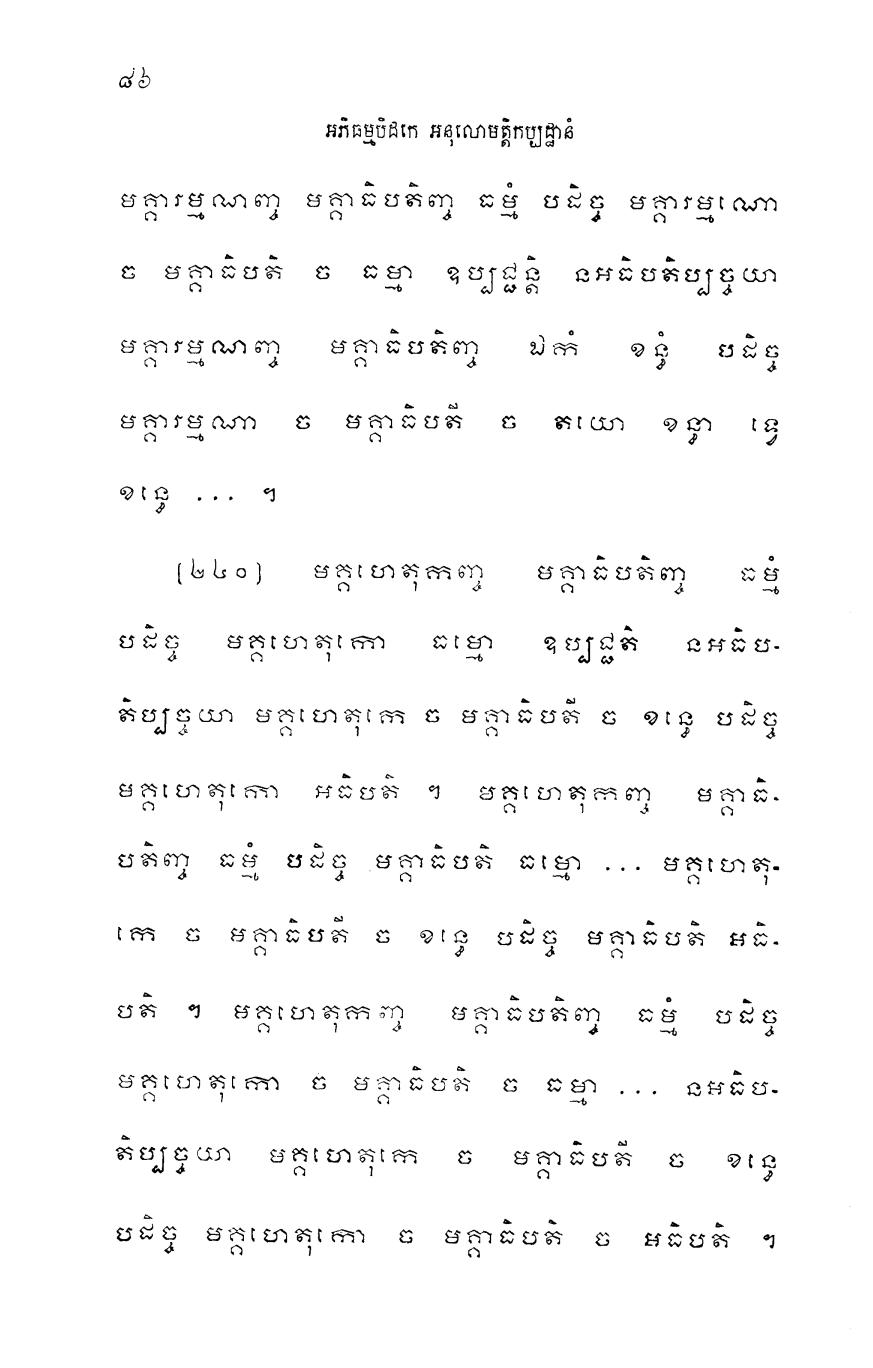 ៨៦
អភិធម្មបិដកេ អនុលោមត្តិកប្បដ្ឋានំ
មគ្គារម្មណញ្ច មគ្គាធិបតិញ្ច ធម្មំ បដិច្ច មគ្គារម្មណោ
ច មគ្គាធិបតិ ច ធម្មា ឧប្បជ្ជន្តិ នអធិបតិប្បច្ចយា
មគ្គារម្មណញ្ច មគ្គាធិបតិញ្ច ឯកំ ខន្ធំ បដិច្ច
មគ្គារម្មណា ច មគ្គាធិបតី ច តយោ ខន្ធា ទ្វេ
ខន្ធេ ... ។
[២៤០] មគ្គហេតុកញ្ច មគ្គាធិបតិញ្ច ធម្មំ
បដិច្ច មគ្គហេតុកោ ធម្មោ ឧប្បជ្ជតិ នអធិប-
តិប្បច្ចយា មគ្គហេតុកេ ច មគ្គាធិបតី ច ខន្ធេ បដិច្ច
មគ្គហេតុកោ អធិបតិ ។ មគ្គហេតុកញ្ច មគ្គាធិ-
បតិញ្ច ធម្មំ បដិច្ច មគ្គាធិបតិ ធម្មោ ... មគ្គហេតុ-
កេ ច មគ្គាធិបតី ច ខន្ធេ បដិច្ច មគ្គាធិបតិ អធិ-
បតិ ។ មគ្គហេតុកញ្ច មគ្គាធិបតិញ្ច ធម្មំ បដិច្ច
មគ្គហេតុកោ ច មគ្គាធិបតិ ច ធម្មា ... នអធិប-
តិប្បច្ចយា មគ្គហេតុកេ ច មគ្គាធិបតី ច ខន្ធេ
បដិច្ច មគ្គហេតុកោ ច មគ្គាធិបតិ ច អធិបតិ ។